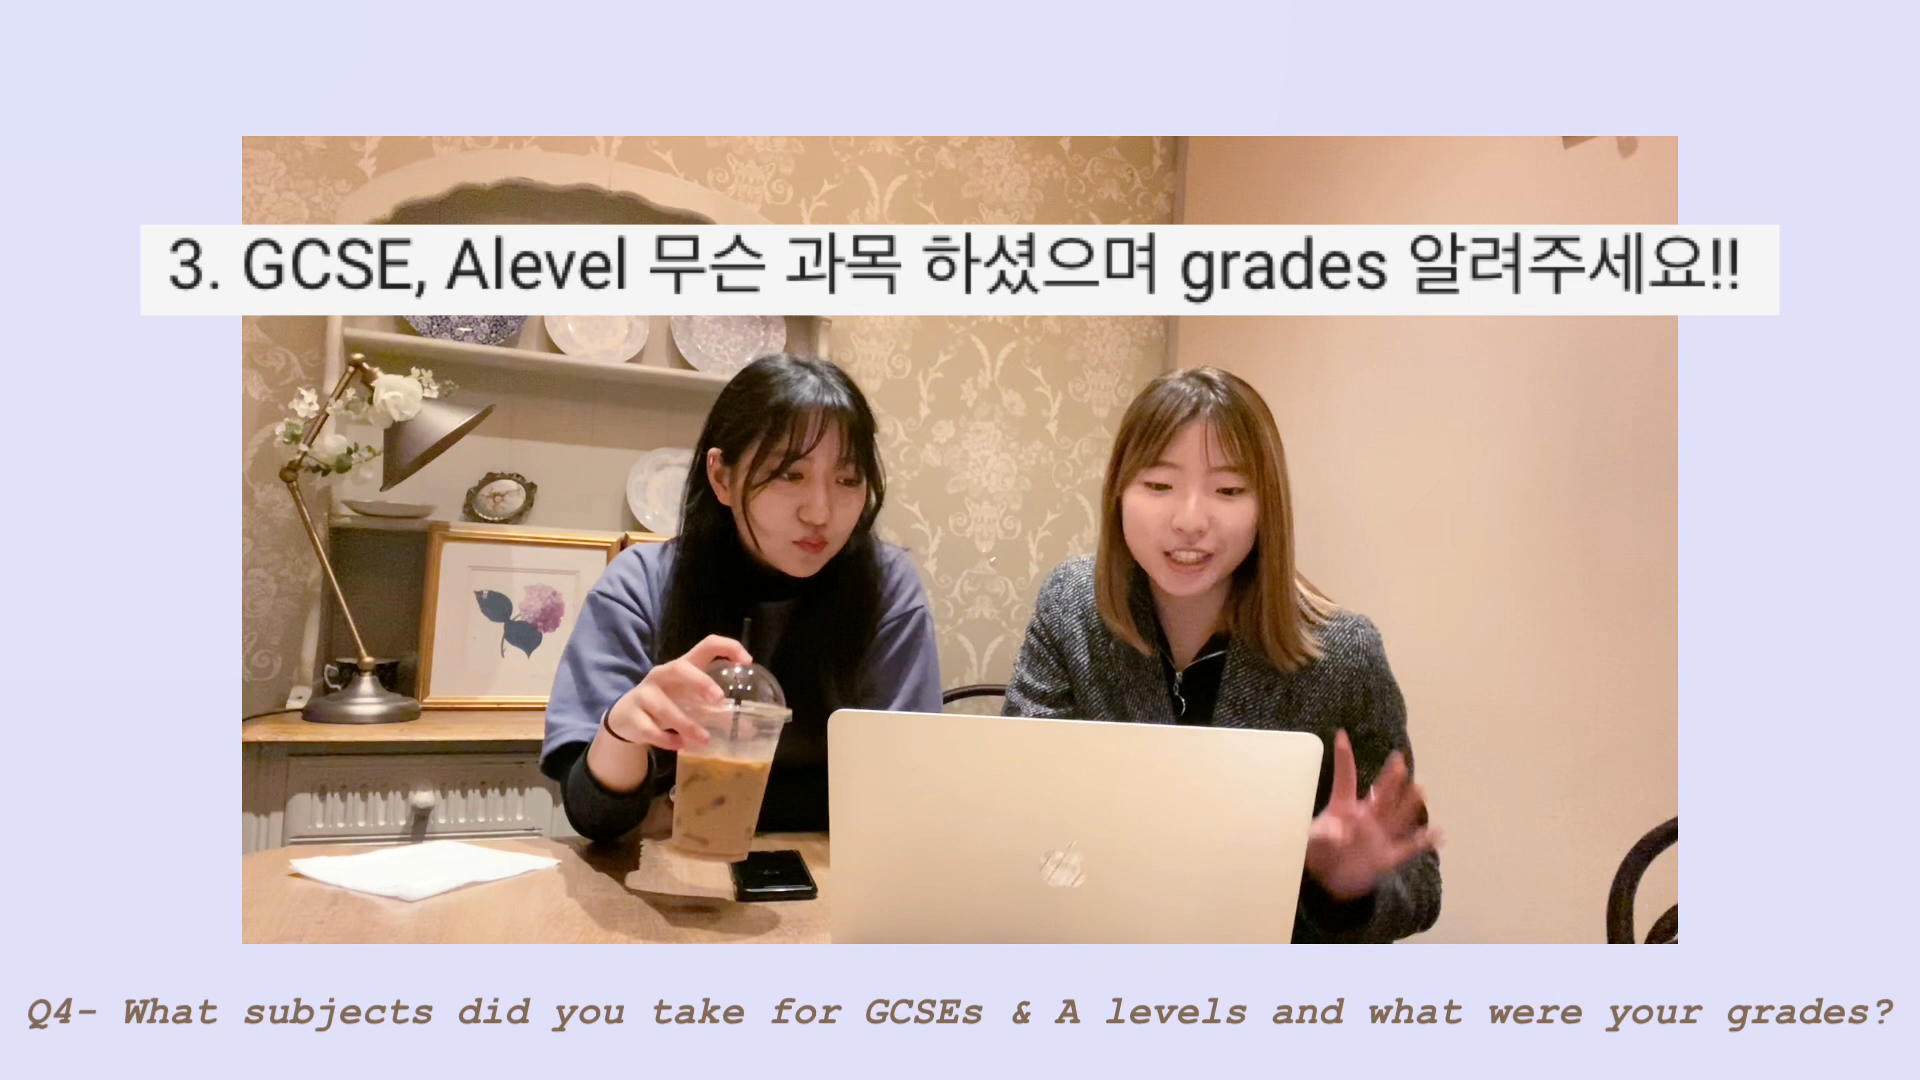 3. GCSE, Alevel 무슨 과목 하셨으며 grades 알려주세요!!
Q4- What subjects did you take for GCSEs & A levels and what were your grades?